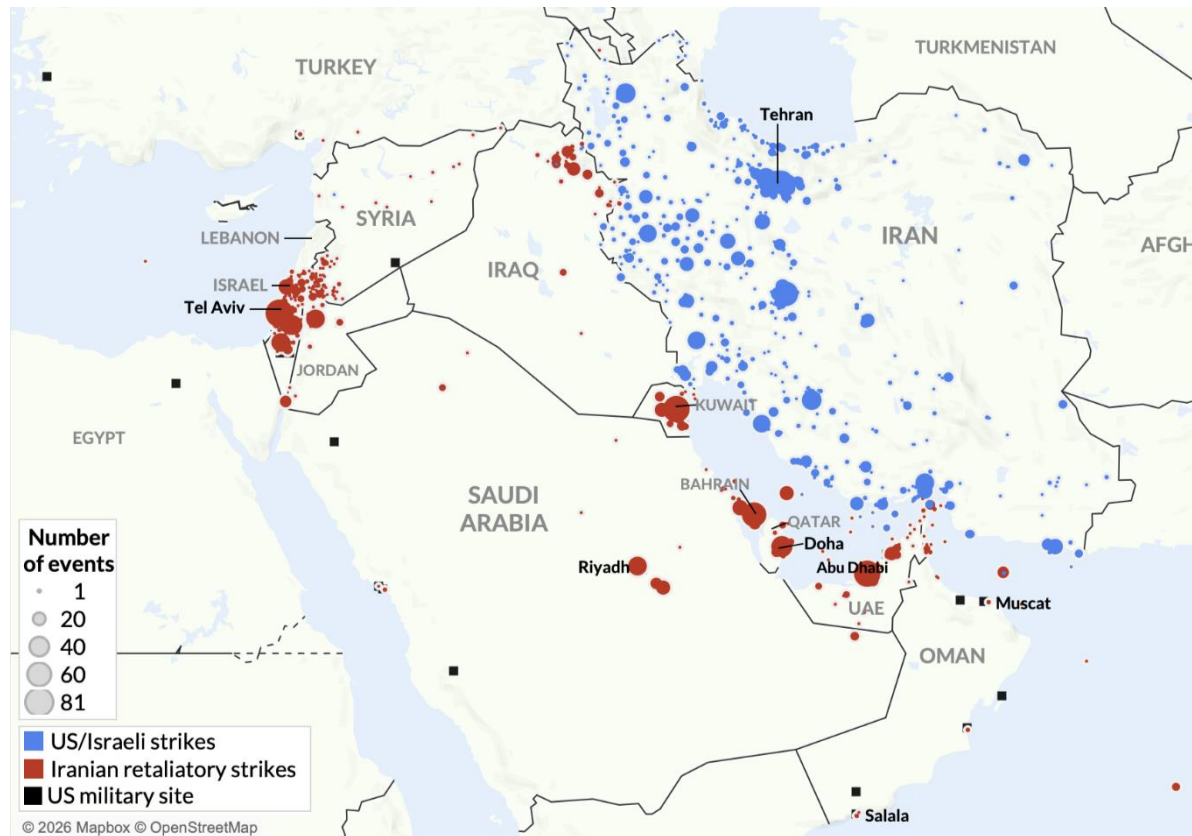 TURKMENISTAN
TURKEY
Tehran
SYRIA
LEBANON
IRAN
AFGH
IRAQ
ISRAEL
Tel Aviv
JORDAN
KUWAIT
EGYPT
BAHRAIN
SAUDI
ARABIA
QATAR
Doha
Riyadh
Abu Dhabi
UAE
Muscat
OMAN
Salala
Number
of events
1
20
40
60
81
US/Israeli strikes
Iranian retaliatory strikes
US military site
© 2026 Mapbox © OpenStreetMap